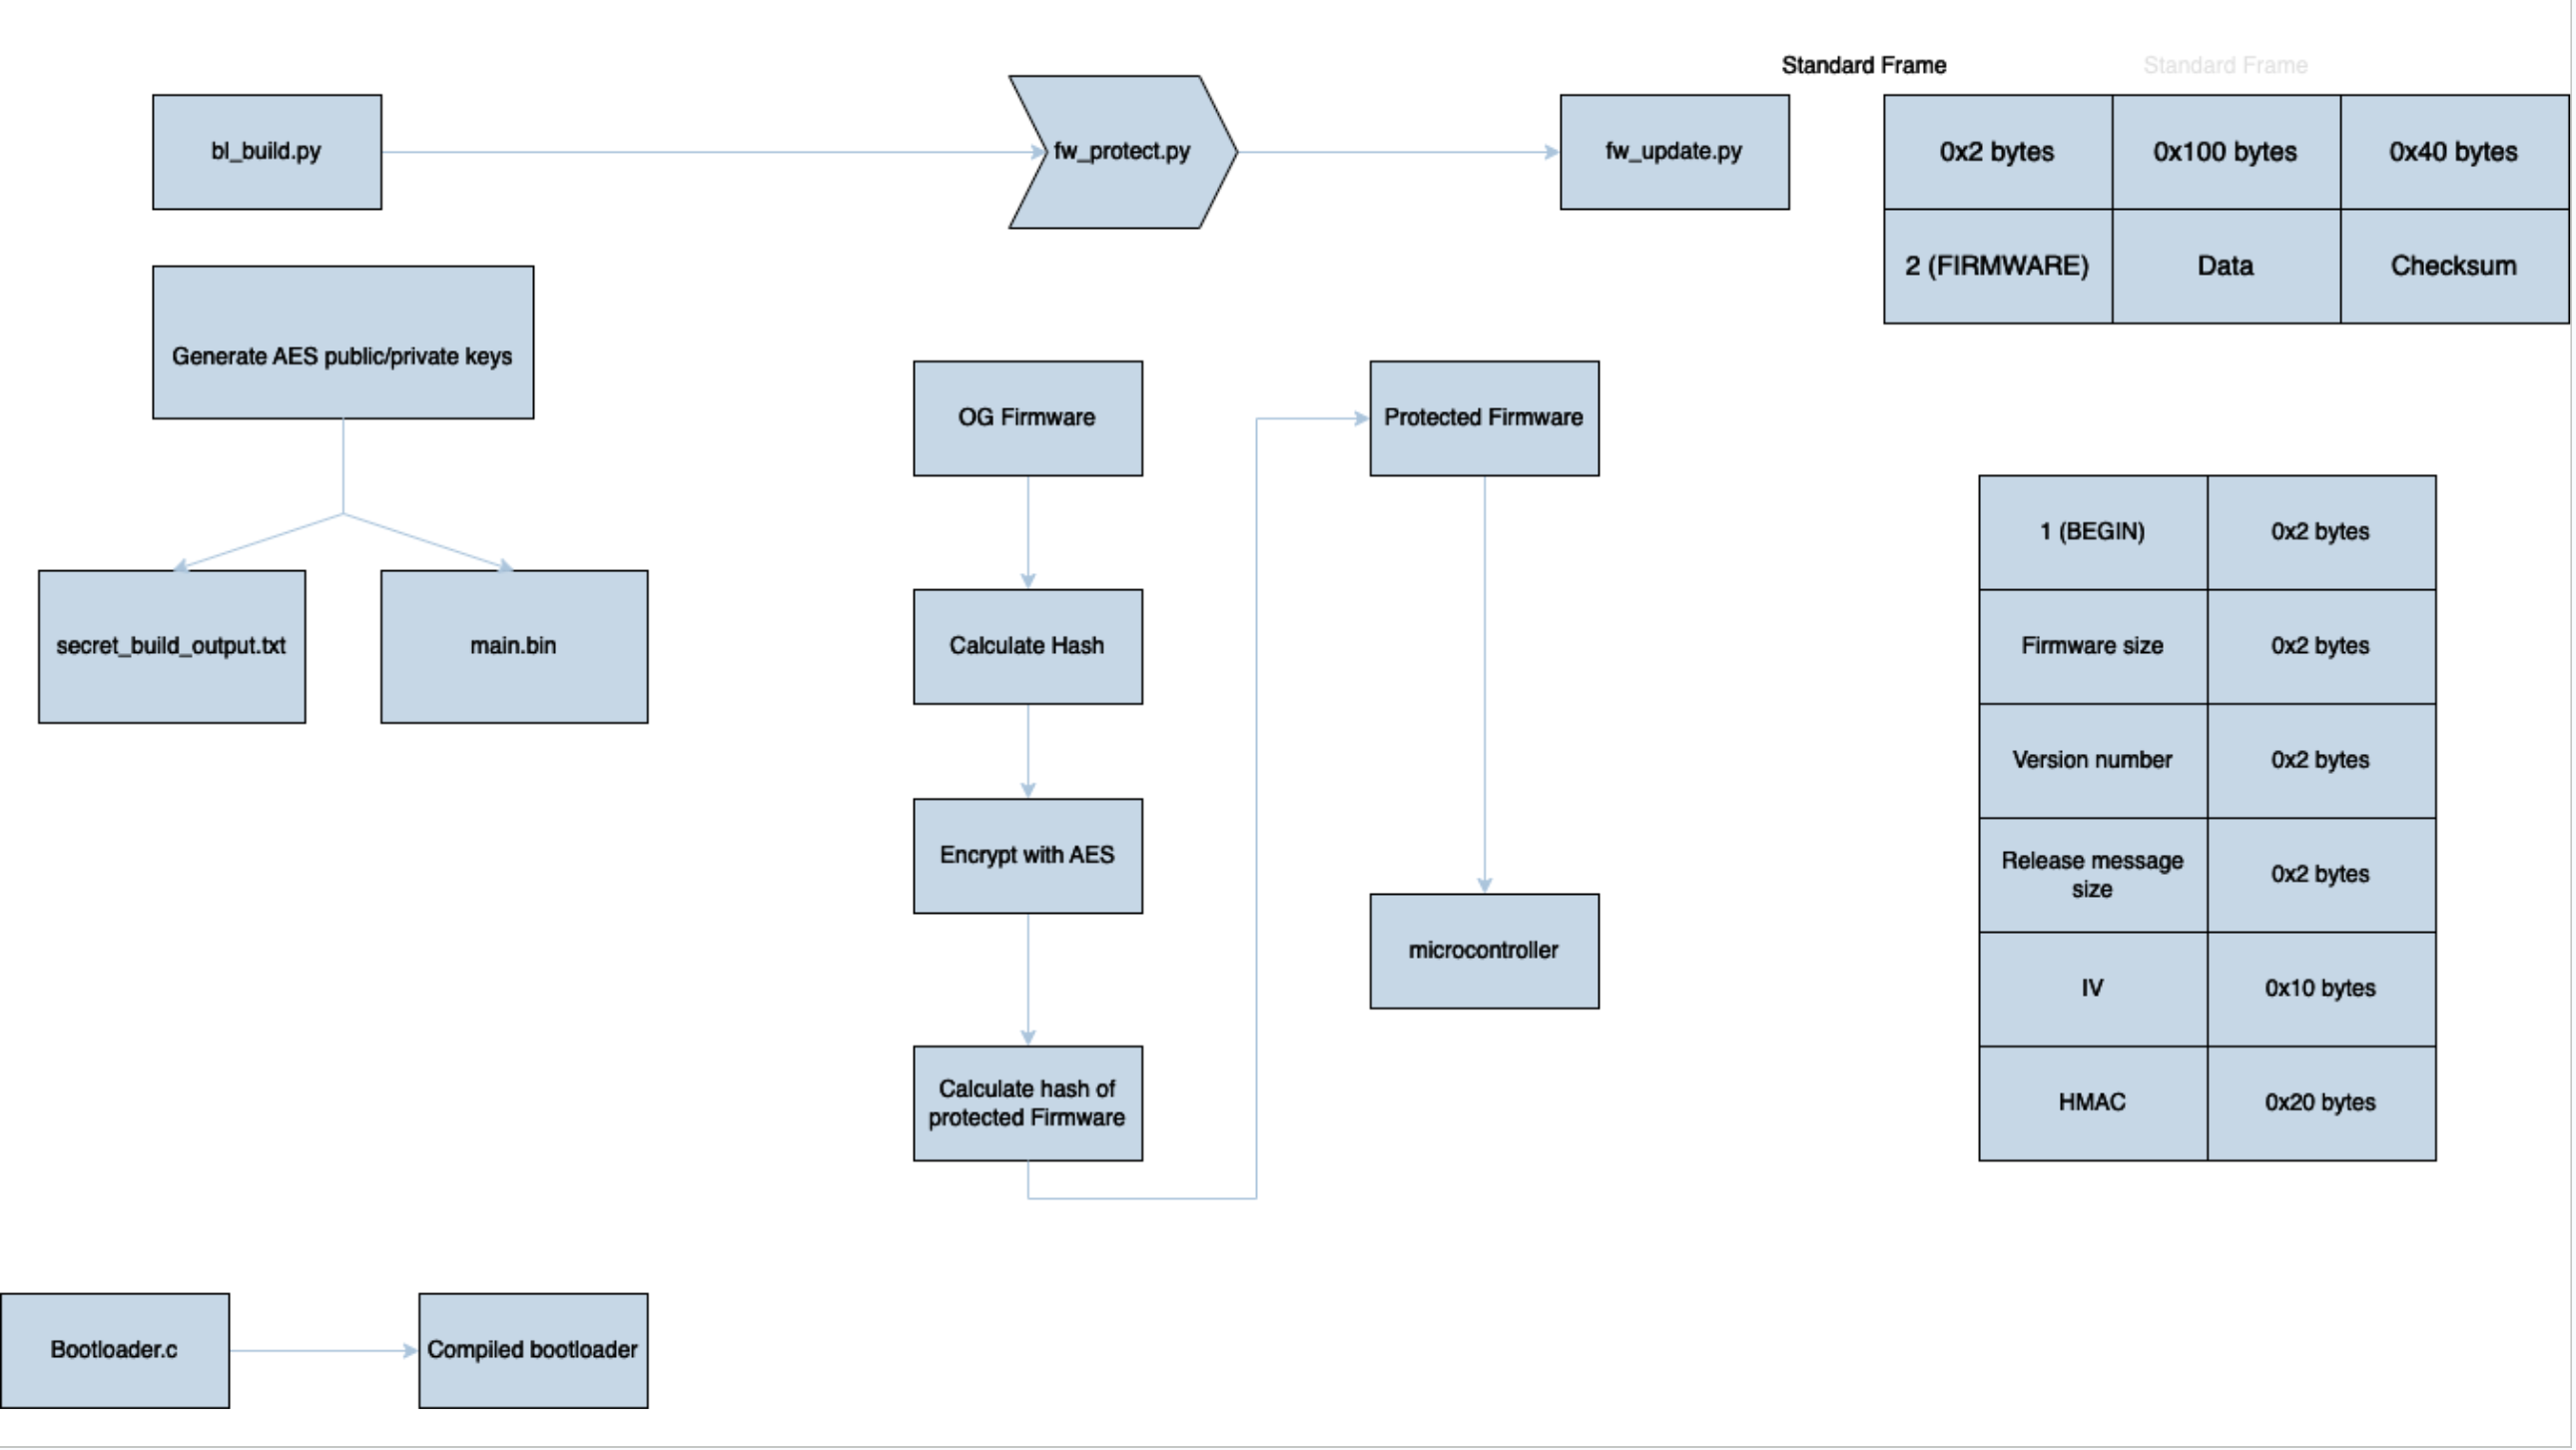 Standard Frame
Standard Frame
bl_build.py
fw_protect.py
fw_update.py
0x2 bytes
0x100 bytes
0x40 bytes
2 (FIRMWARE)
Data
Checksum
Generate AES public/private keys
secret_build_output.txt
main.bin
OG Firmware
Calculate Hash
Encrypt with AES
Calculate hash of
protected Firmware
Protected Firmware
microcontroller
1 (BEGIN)
0x2 bytes
Firmware size
0x2 bytes
Version number
0x2 bytes
Release message
size
0x2 bytes
IV
0x10 bytes
HMAC
0x20 bytes
Bootloader.c
Compiled bootloader